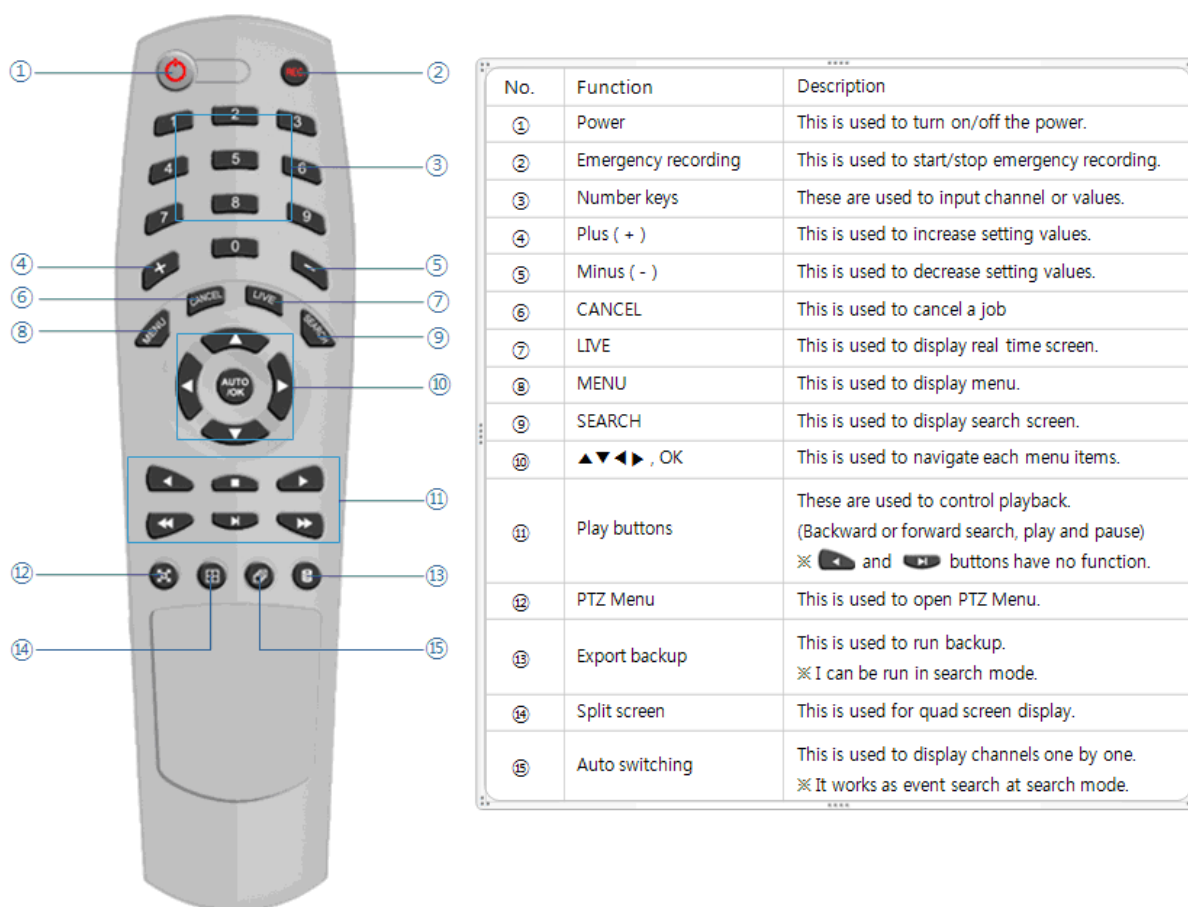 ① ②
REC
1 2 3
③
4 5 6
7 8 9
0
④ + - ⑤
⑥ CANCEL LIVE ⑦
⑧ MENU SEARCH ⑨
AUTO
/OK
⑩
⑪
⑫ ⑬
⑭ ⑮
No. Function Description
① Power This is used to turn on/off the power.
② Emergency recording This is used to start/stop emergency recording.
③ Number keys These are used to input channel or values.
④ Plus ( + ) This is used to increase setting values.
⑤ Minus ( - ) This is used to decrease setting values.
⑥ CANCEL This is used to cancel a job
⑦ LIVE This is used to display real time screen.
⑧ MENU This is used to display menu.
⑨ SEARCH This is used to display search screen.
⑩ ▲▼◀▶ , OK This is used to navigate each menu items.
⑪ Play buttons These are used to control playback.
(Backward or forward search, play and pause)
※ and buttons have no function.
⑫ PTZ Menu This is used to open PTZ Menu.
⑬ Export backup This is used to run backup.
※ I can be run in search mode.
⑭ Split screen This is used for quad screen display.
⑮ Auto switching This is used to display channels one by one.
※ It works as event search at search mode.